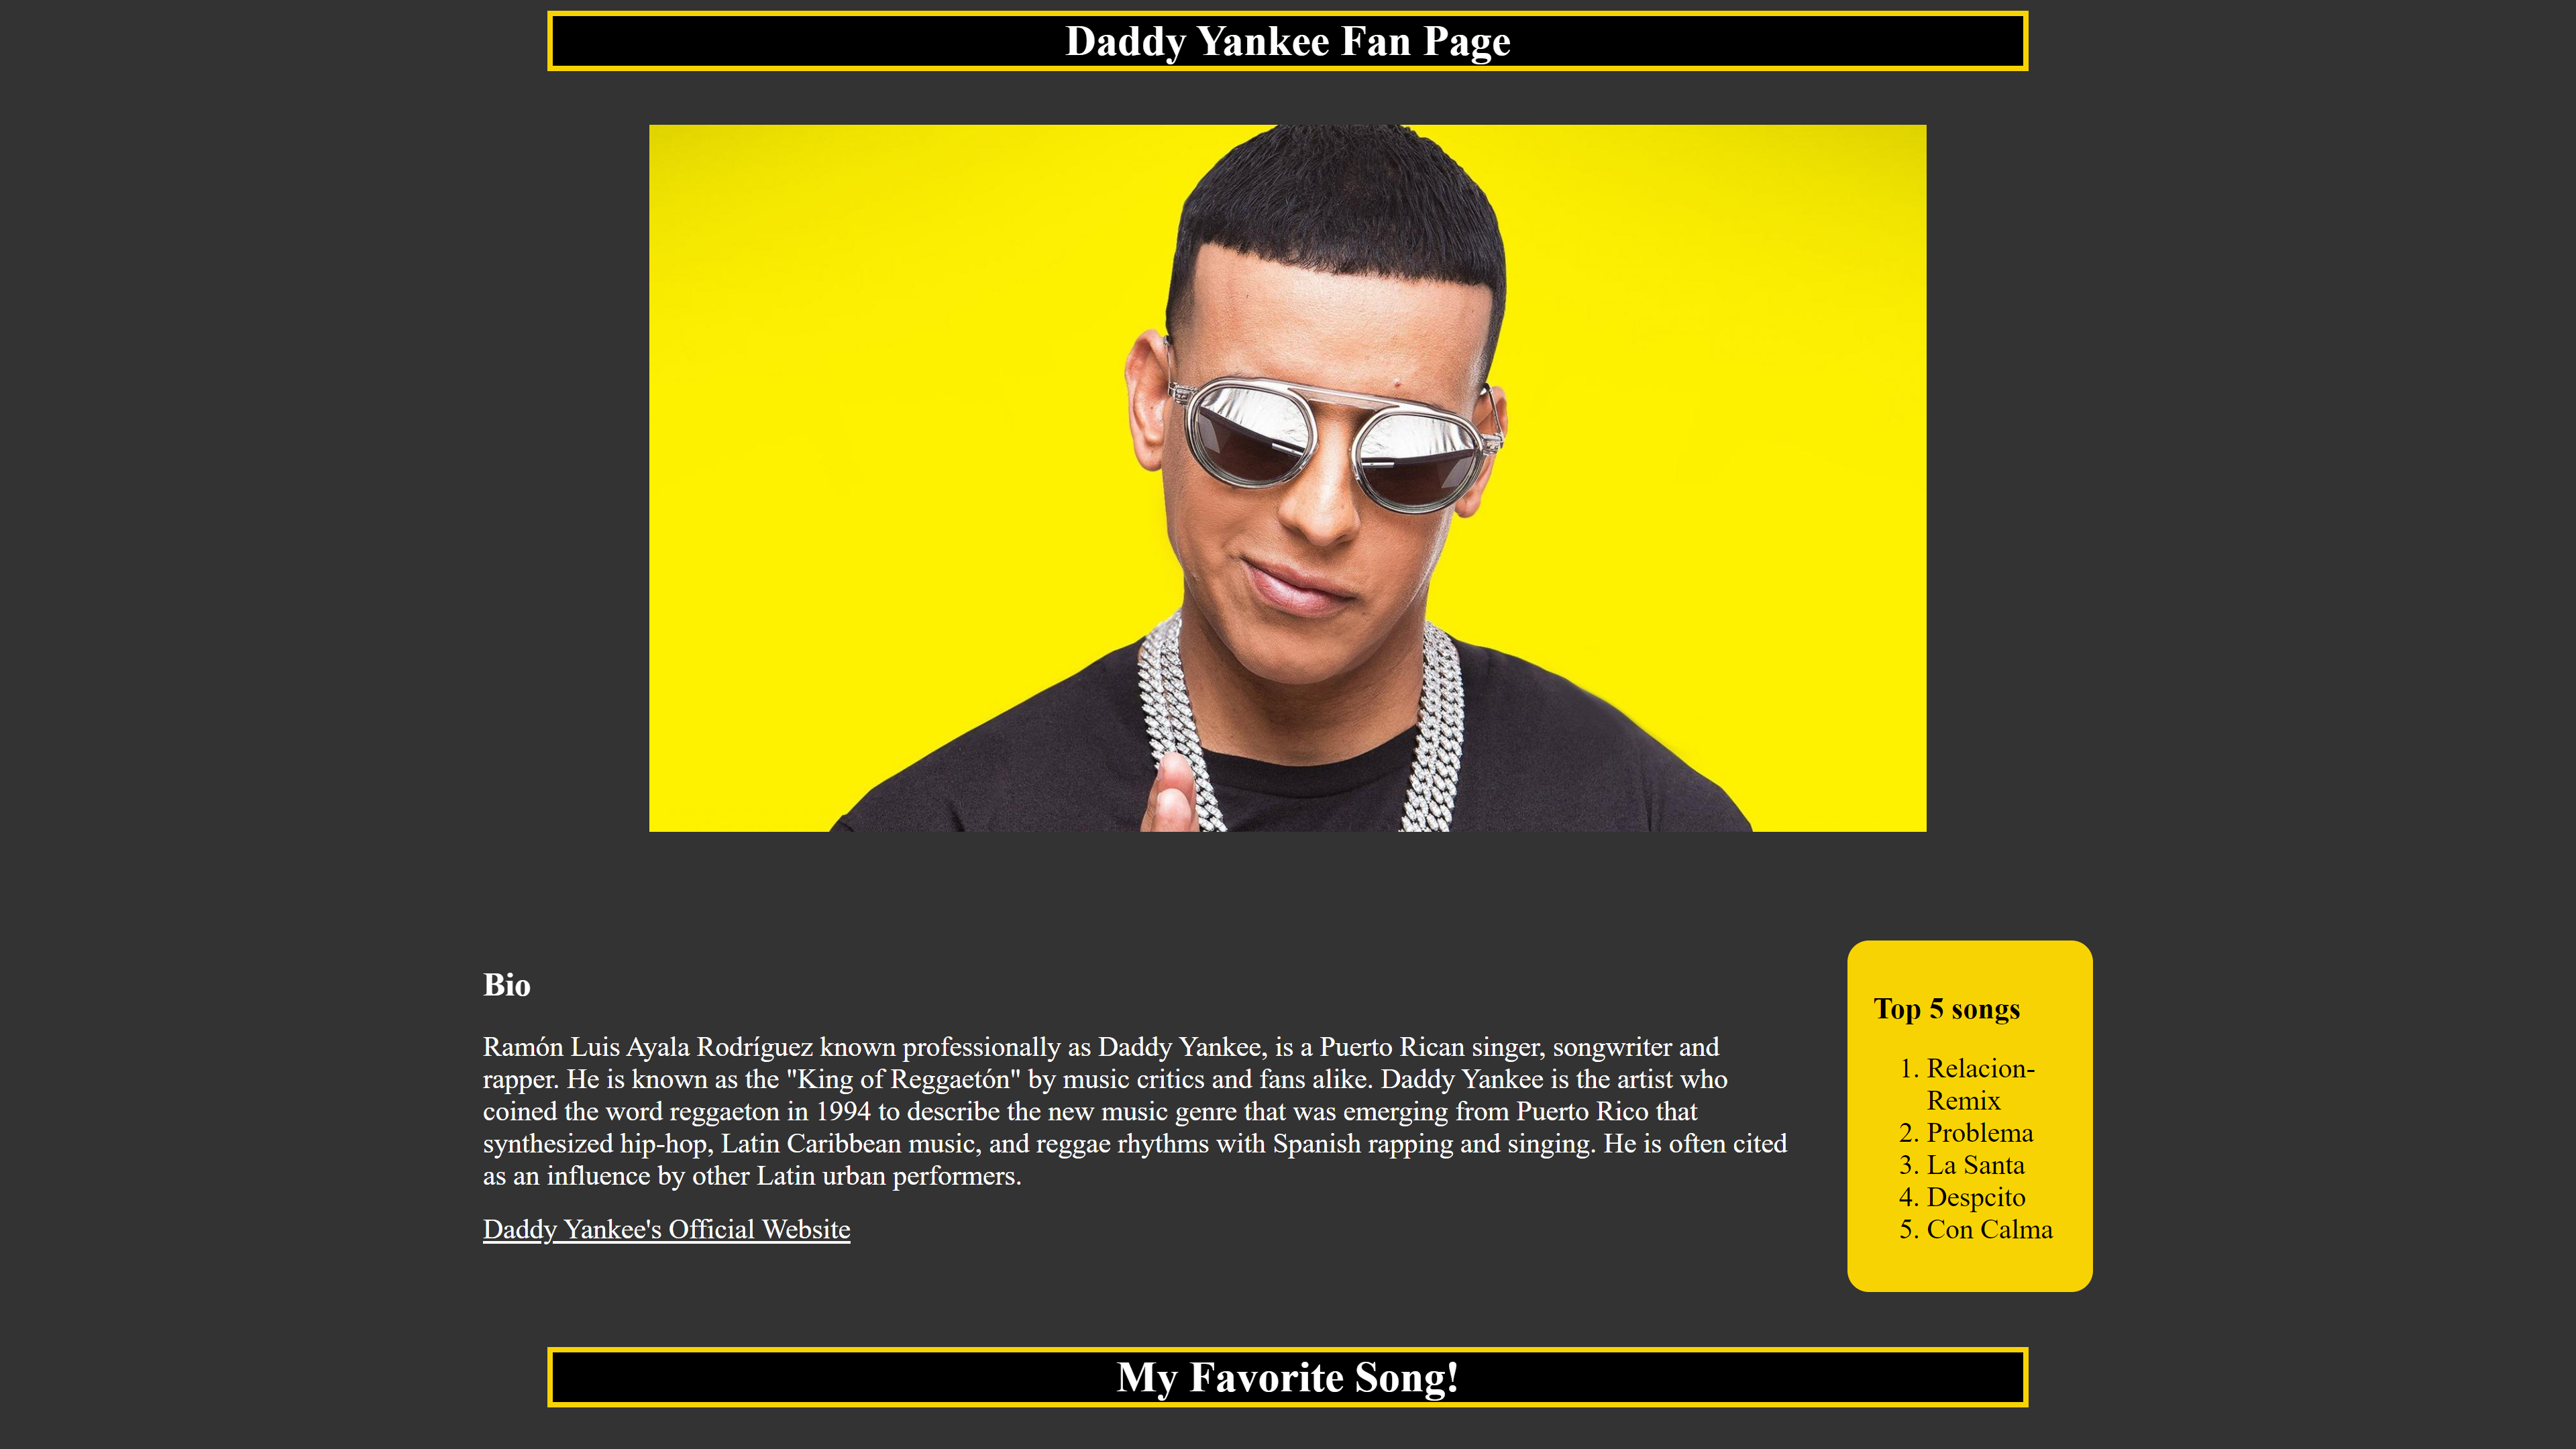 Daddy Yankee Fan Page
Bio
Ramón Luis Ayala Rodríguez known professionally as Daddy Yankee, is a Puerto Rican singer, songwriter and
rapper. He is known as the "King of Reggaetón" by music critics and fans alike. Daddy Yankee is the artist who
coined the word reggaeton in 1994 to describe the new music genre that was emerging from Puerto Rico that
synthesized hip-hop, Latin Caribbean music, and reggae rhythms with Spanish rapping and singing. He is often cited
as an influence by other Latin urban performers.
Daddy Yankee's Official Website
Top 5 songs
1. Relacion-
Remix
2. Problema
3. La Santa
4. Despcito
5. Con Calma
My Favorite Song!